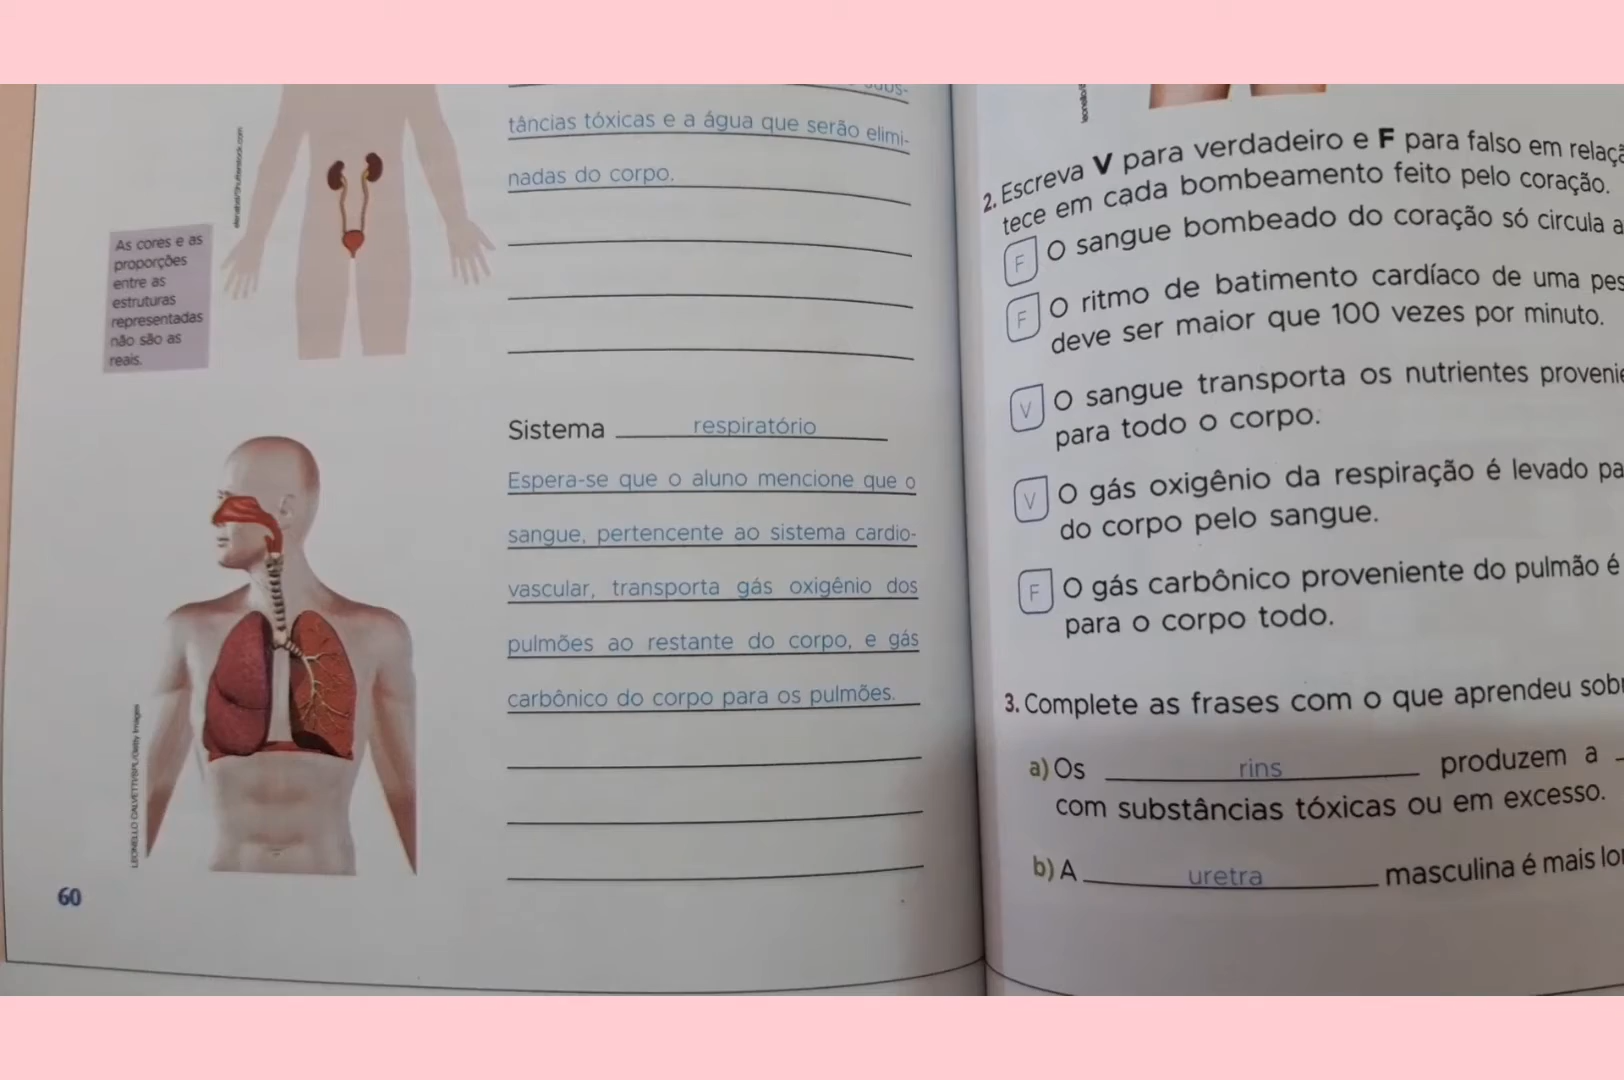 tâncias tóxicas e a água que serão elimi-
nadas do corpo.
As cores e as
proporções
entre as
estruturas
representadas
não são as
reais.
Sistema respiratório
Espera-se que o aluno mencione que o
sangue, pertencente ao sistema cardio-
vascular, transporta gás oxigênio dos
pulmões ao restante do corpo, e gás
carbônico do corpo para os pulmões.
LEONELLO CALVETTI/SPL/Getty Images
60
2. Escreva V para verdadeiro e F para falso em
tece em cada bombeamento feito pelo coração.
F O sangue bombeado do coração só circula
F O ritmo de batimento cardíaco de uma
deve ser maior que 100 vezes por minuto.
V O sangue transporta os nutrientes
para todo o corpo.
V O gás oxigênio da respiração é levado
do corpo pelo sangue.
F O gás carbônico proveniente do pulmão é
para o corpo todo.
3. Complete as frases com o que aprendeu
a) Os rins produzem a
com substâncias tóxicas ou em excesso.
b) A uretra masculina é mais